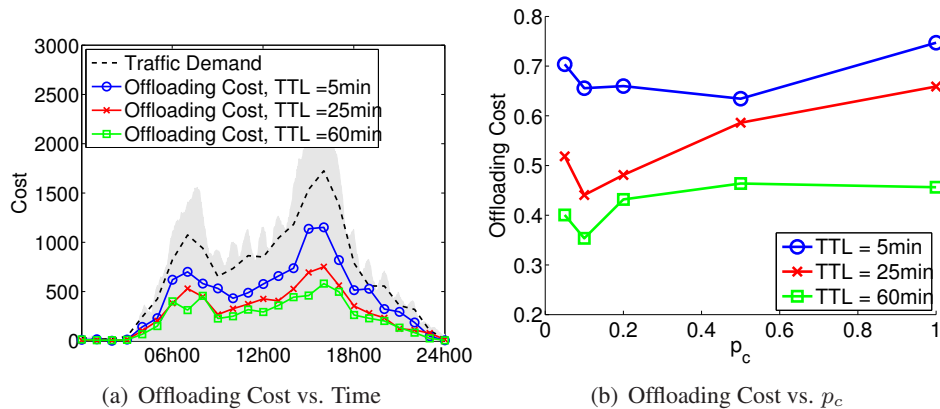 3000
2500
2000
1500
1000
500
0
Cost
Traffic Demand
Offloading Cost, TTL =5min
Offloading Cost, TTL =25min
Offloading Cost, TTL =60min
06h00 12h00 18h00 24h00
(a) Offloading Cost vs. Time
0.8
0.7
0.6
0.5
0.4
0.3
0.2
Offloading Cost
TTL = 5min
TTL = 25min
TTL = 60min
0 0.2 0.4 0.6 0.8 1
p_c
(b) Offloading Cost vs. p_c